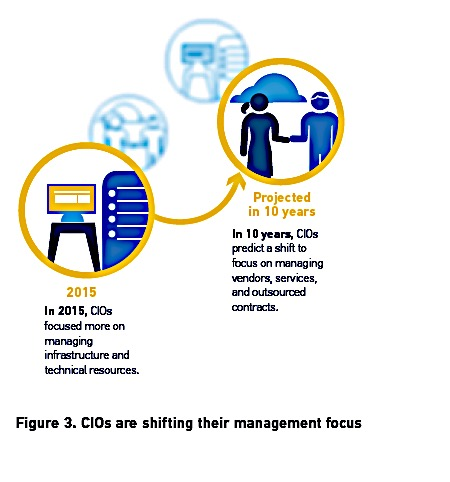 2015
In 2015, CIOs
focused more on
managing
infrastructure and
technical resources.
Projected
in 10 years
In 10 years, CIOs
predict a shift to
focus on managing
vendors, services,
and outsourced
contracts.
Figure 3. CIOs are shifting their management focus